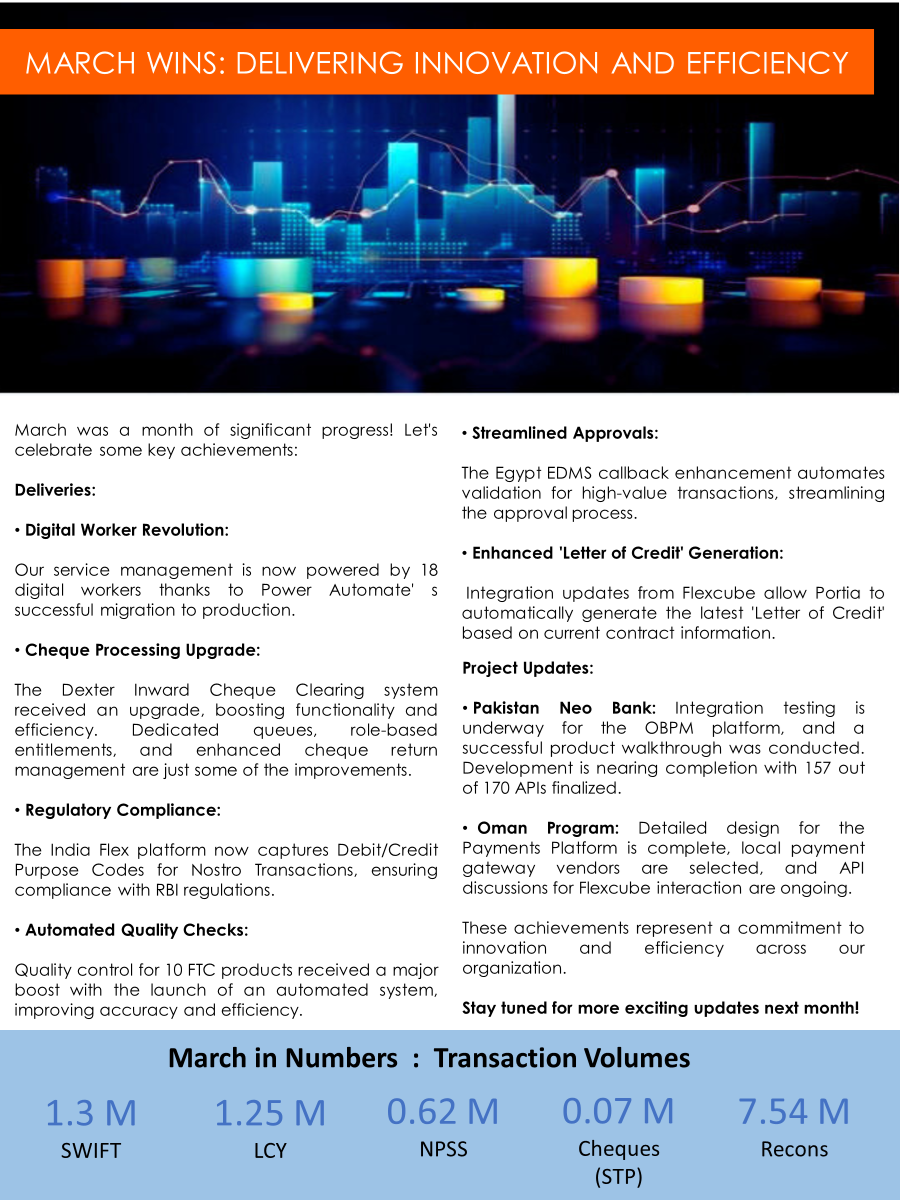 MARCH WINS: DELIVERING INNOVATION AND EFFICIENCY
March was a month of significant progress! Let's
celebrate some key achievements:
Deliveries:
• Digital Worker Revolution:
Our service management is now powered by 18
digital workers thanks to Power Automate' s
successful migration to production.
• Cheque Processing Upgrade:
The Dexter Inward Cheque Clearing system
received an upgrade, boosting functionality and
efficiency. Dedicated queues, role-based
entitlements, and enhanced cheque return
management are just some of the improvements.
• Regulatory Compliance:
The India Flex platform now captures Debit/Credit
Purpose Codes for Nostro Transactions, ensuring
compliance with RBI regulations.
• Automated Quality Checks:
Quality control for 10 FTC products received a major
boost with the launch of an automated system,
improving accuracy and efficiency.
• Streamlined Approvals:
The Egypt EDMS callback enhancement automates
validation for high-value transactions, streamlining
the approval process.
• Enhanced 'Letter of Credit' Generation:
Integration updates from Flexcube allow Portia to
automatically generate the latest 'Letter of Credit'
based on current contract information.
Project Updates:
• Pakistan Neo Bank: Integration testing is
underway for the OBPM platform, and a
successful product walkthrough was conducted.
Development is nearing completion with 157 out
of 170 APIs finalized.
• Oman Program: Detailed design for the
Payments Platform is complete, local payment
gateway vendors are selected, and API
discussions for Flexcube interaction are ongoing.
These achievements represent a commitment to
innovation and efficiency across our
organization.
Stay tuned for more exciting updates next month!
March in Numbers : Transaction Volumes
1.3 M 1.25 M 0.62 M 0.07 M 7.54 M
SWIFT LCY NPSS Cheques Recons
(STP)